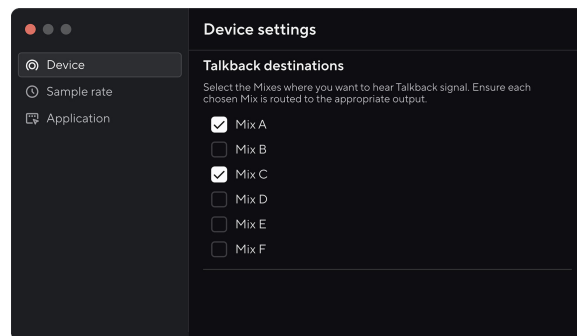 Device settings
Device
Sample rate
Application
Talkback destinations
Select the Mixes where you want to hear Talkback signal. Ensure each
chosen Mix is routed to the appropriate output.
Mix A
Mix B
Mix C
Mix D
Mix E
Mix F